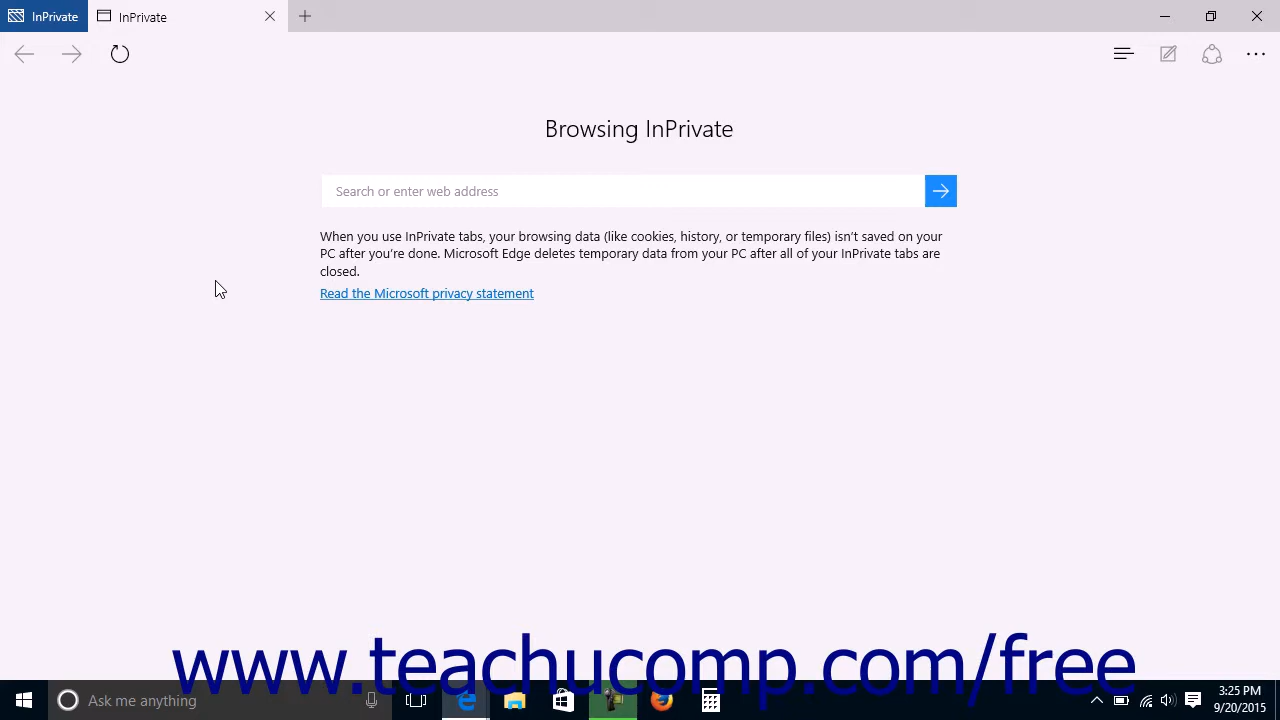 InPrivate
InPrivate
Browsing InPrivate
Search or enter web address
When you use InPrivate tabs, your browsing data (like cookies, history, or temporary files) isn't saved on your
PC after you're done. Microsoft Edge deletes temporary data from your PC after all of your InPrivate tabs are
closed.
Read the Microsoft privacy statement
www.teachucomp.com/free
Ask me anything
3:25 PM
9/20/2015